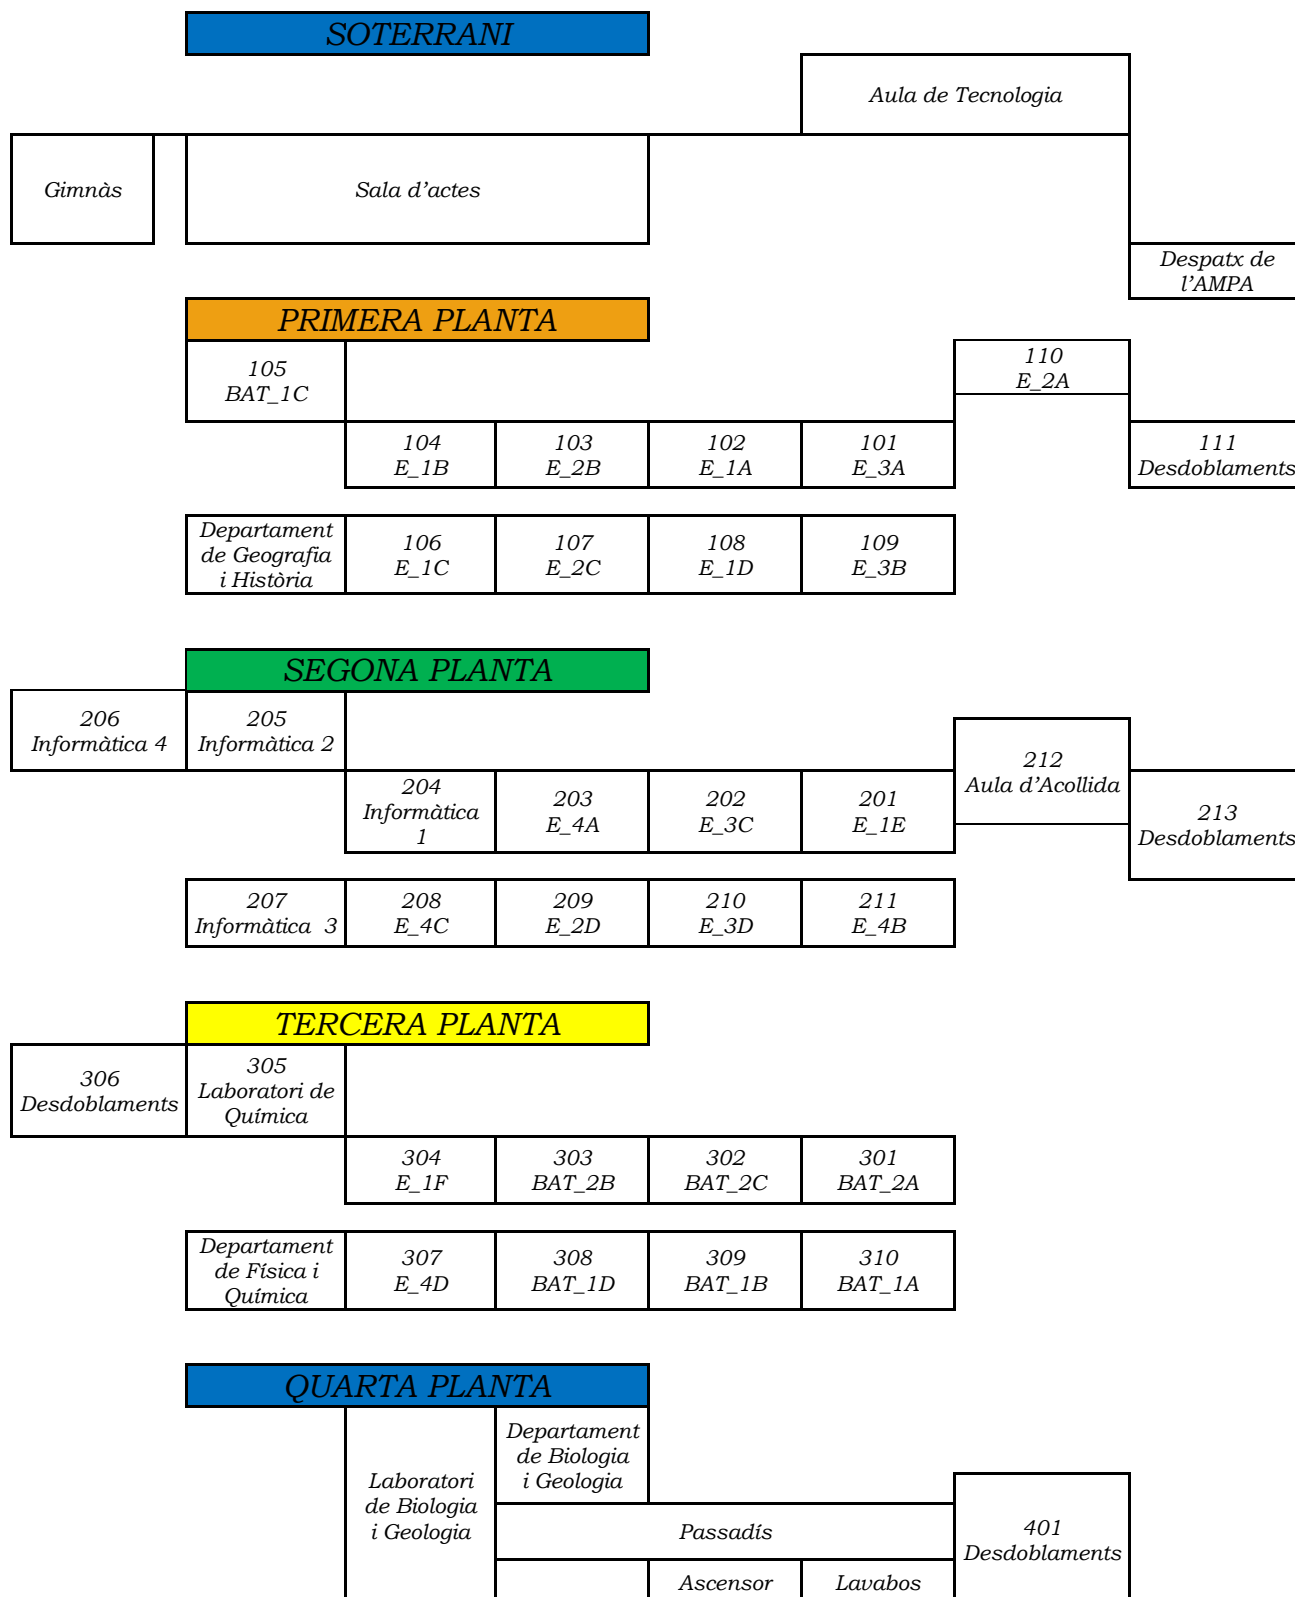 SOTERRANI
Aula de Tecnologia
Gimnàs
Sala d'actes
Despatx de
l'AMPA
PRIMERA PLANTA
105
BAT_1C
110
E_2A
104
E_1B
103
E_2B
102
E_1A
101
E_3A
111
Desdoblaments
Departament
de Geografia
i Història
106
E_1C
107
E_2C
108
E_1D
109
E_3B
SEGONA PLANTA
206
Informàtica 4
205
Informàtica 2
212
Aula d'Acollida
204
Informàtica
1
203
E_4A
202
E_3C
201
E_1E
213
Desdoblaments
207
Informàtica  3
208
E_4C
209
E_2D
210
E_3D
211
E_4B
TERCERA PLANTA
306
Desdoblaments
305
Laboratori de
Química
304
E_1F
303
BAT_2B
302
BAT_2C
301
BAT_2A
Departament
de Física i
Química
307
E_4D
308
BAT_1D
309
BAT_1B
310
BAT_1A
QUARTA PLANTA
Laboratori
de Biologia
i Geologia
Departament
de Biologia
i Geologia
Passadís
401
Desdoblaments
Ascensor
Lavabos